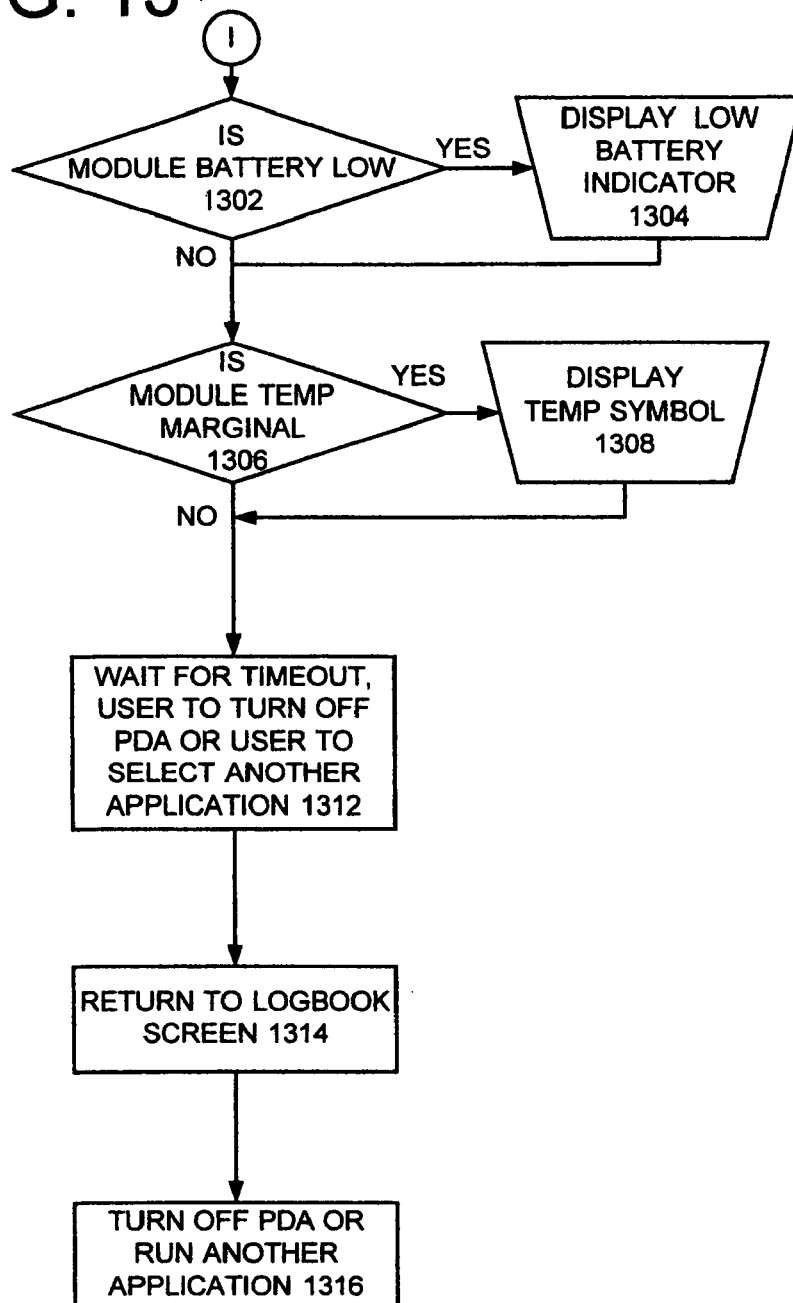 G. 13
I
IS
MODULE BATTERY LOW
1302
YES
DISPLAY LOW
BATTERY
INDICATOR
1304
NO
IS
MODULE TEMP
MARGINAL
1306
YES
DISPLAY
TEMP SYMBOL
1308
NO
WAIT FOR TIMEOUT,
USER TO TURN OFF
PDA OR USER TO
SELECT ANOTHER
APPLICATION 1312
RETURN TO LOGBOOK
SCREEN 1314
TURN OFF PDA OR
RUN ANOTHER
APPLICATION 1316